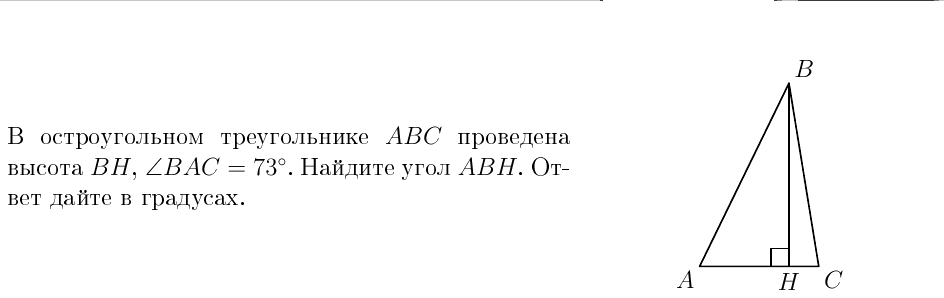 В остроугольном треугольнике ABC проведена
высота BH, ∠BAC = 73°. Найдите угол ABH. От-
вет дайте в градусах.
B
A
H
C